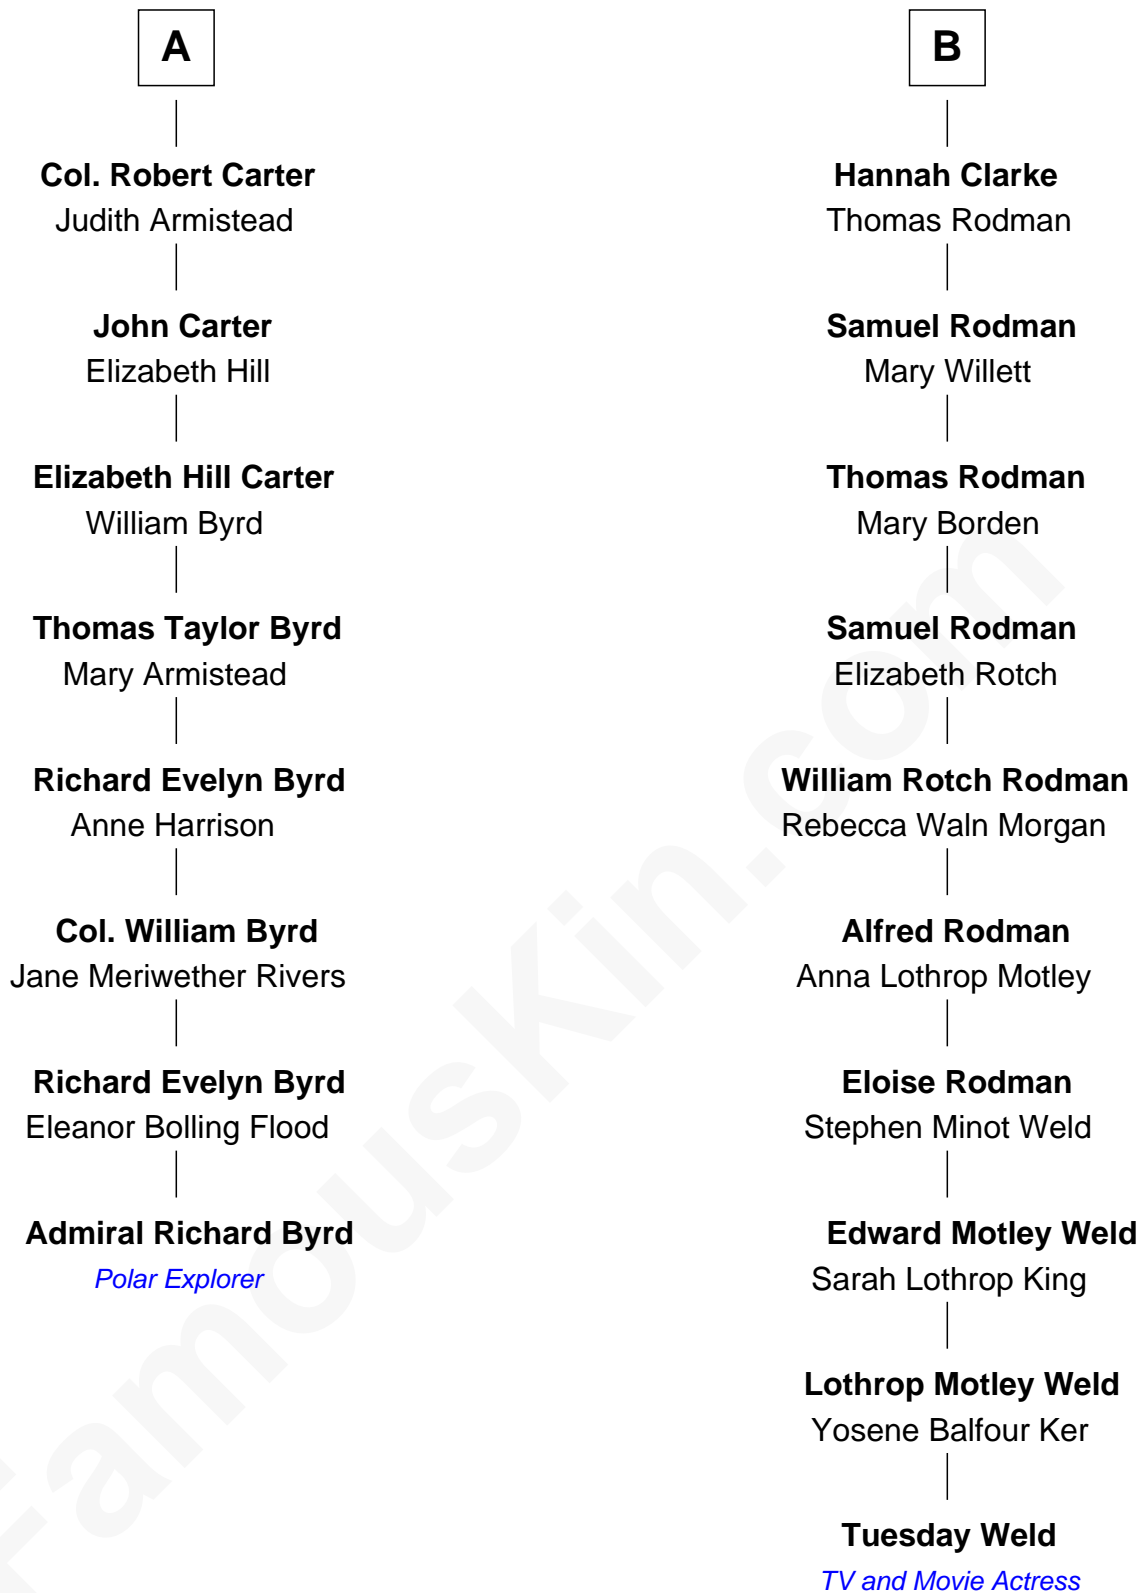 A
Col. Robert Carter
Judith Armistead
John Carter
Elizabeth Hill
Elizabeth Hill Carter
William Byrd
Thomas Taylor Byrd
Mary Armistead
Richard Evelyn Byrd
Anne Harrison
Col. William Byrd
Jane Meriwether Rivers
Richard Evelyn Byrd
Eleanor Bolling Flood
Admiral Richard Byrd
Polar Explorer
B
Hannah Clarke
Thomas Rodman
Samuel Rodman
Mary Willett
Thomas Rodman
Mary Borden
Samuel Rodman
Elizabeth Rotch
William Rotch Rodman
Rebecca Waln Morgan
Alfred Rodman
Anna Lothrop Motley
Eloise Rodman
Stephen Minot Weld
Edward Motley Weld
Sarah Lothrop King
Lothrop Motley Weld
Yosene Balfour Ker
Tuesday Weld
TV and Movie Actress
FamousKin.com